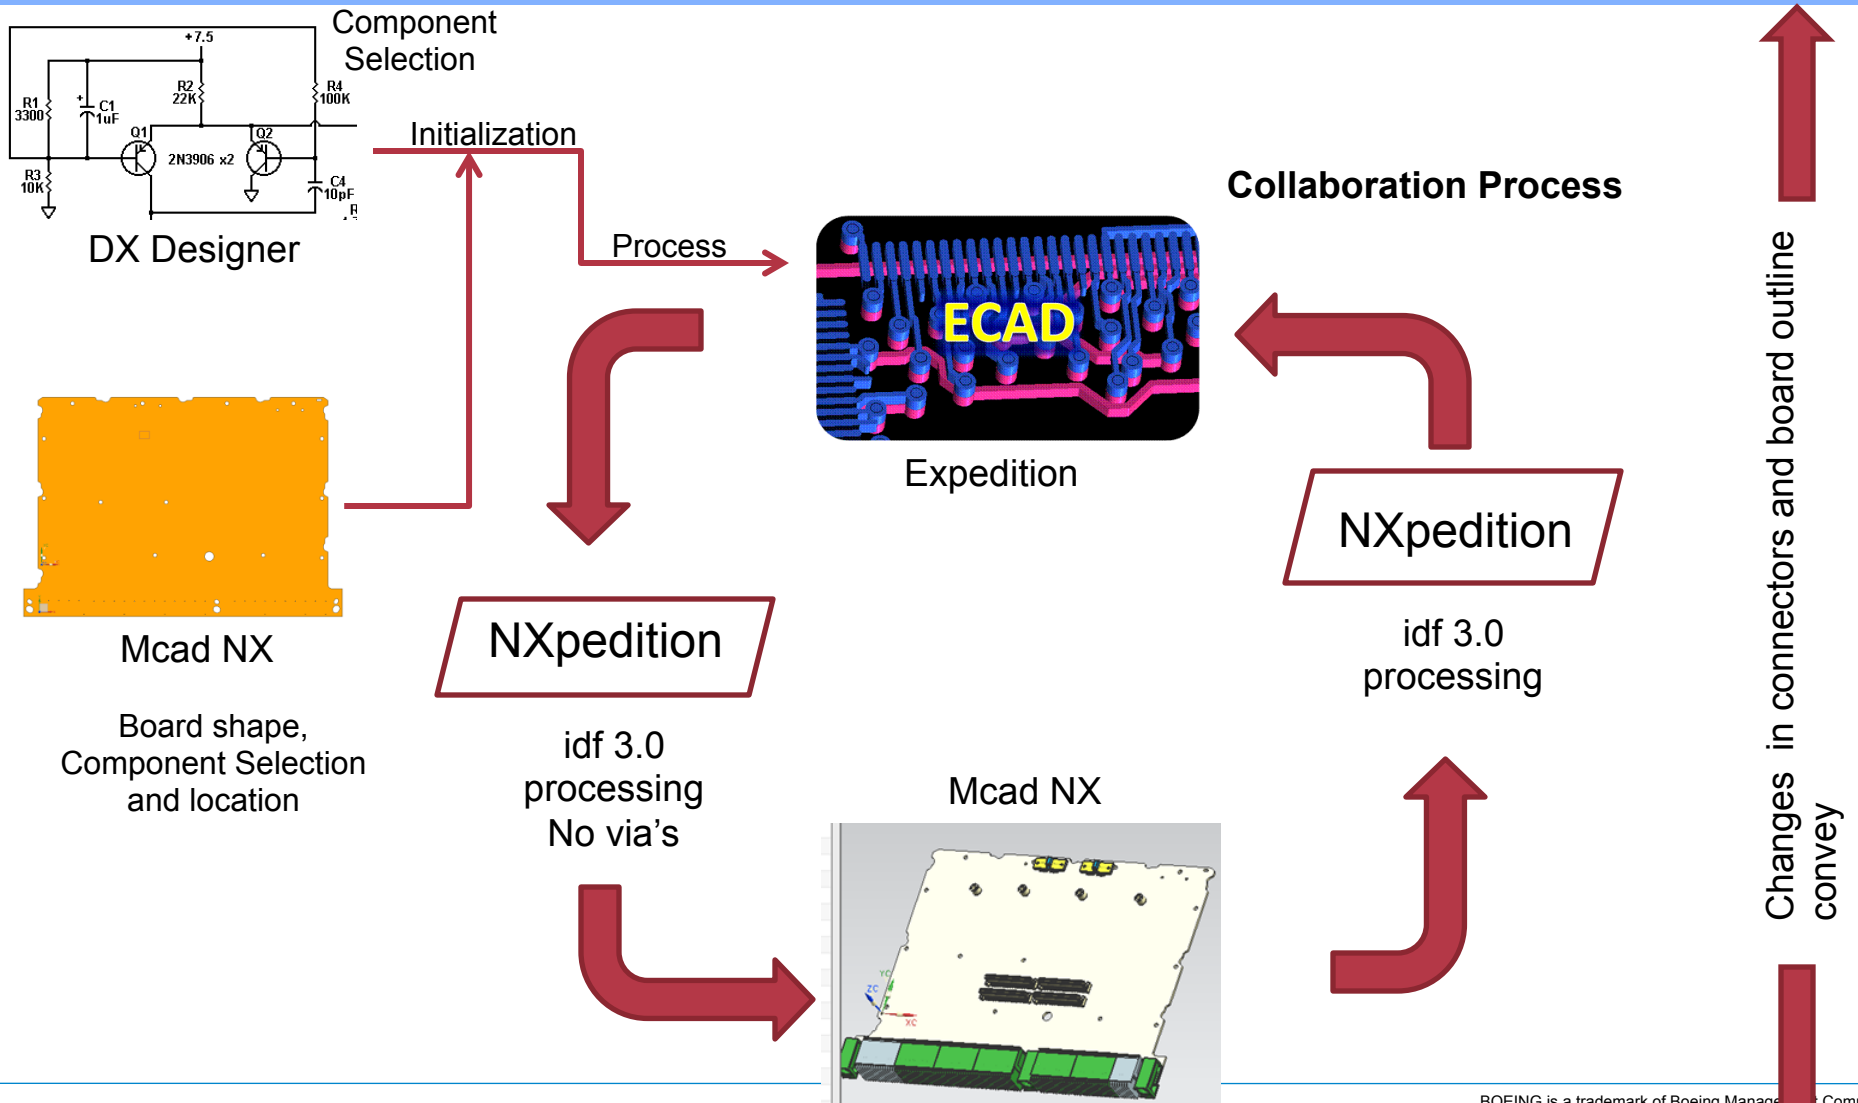 Component
Selection
+7.5
R1
3300
C1
1uF
R2
22K
R4
100K
Q1
2N3906 x2
Q2
R3
10K
C4
10pF
DX Designer
Initialization
Process
Collaboration Process
ECAD
Expedition
Mcad NX
Board shape,
Component Selection
and location
NXpedition
idf 3.0
processing
No via's
Mcad NX
YC
ZC
XC
NXpedition
idf 3.0
processing
Changes in connectors and board outline
convey
BOEING is a trademark of Boeing